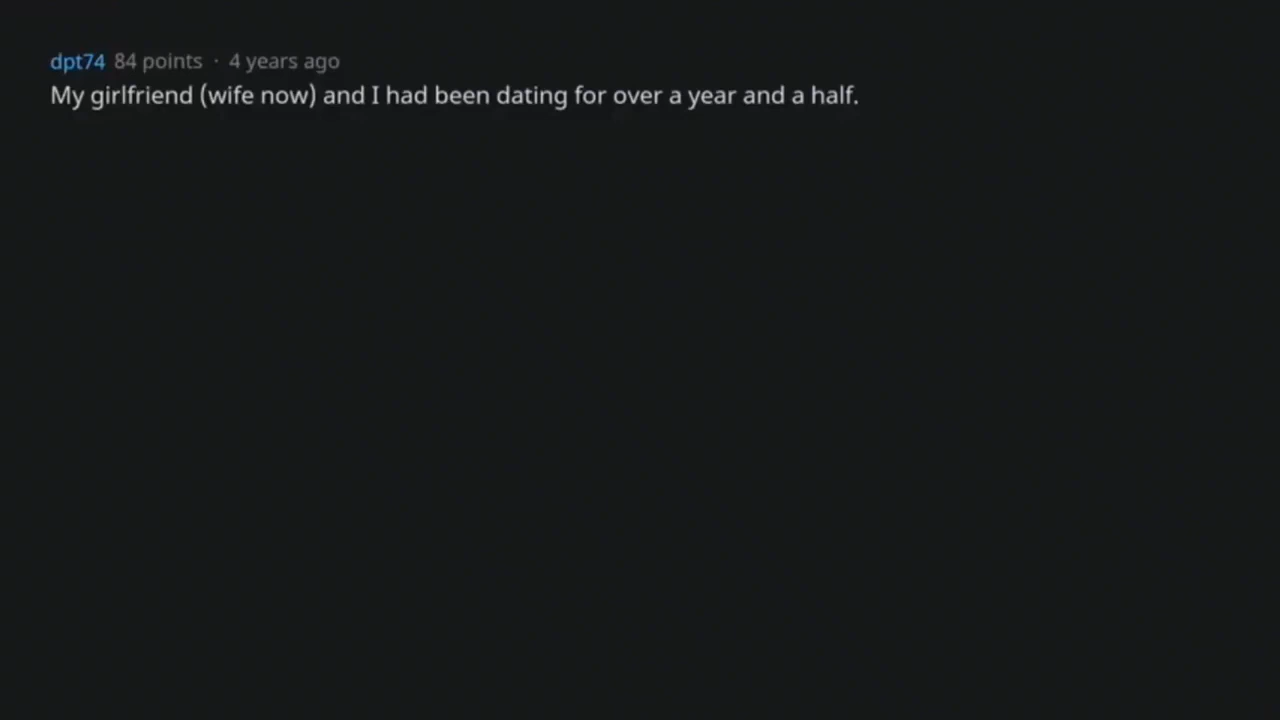 dpt74 84 points · 4 years ago
My girlfriend (wife now) and I had been dating for over a year and a half.